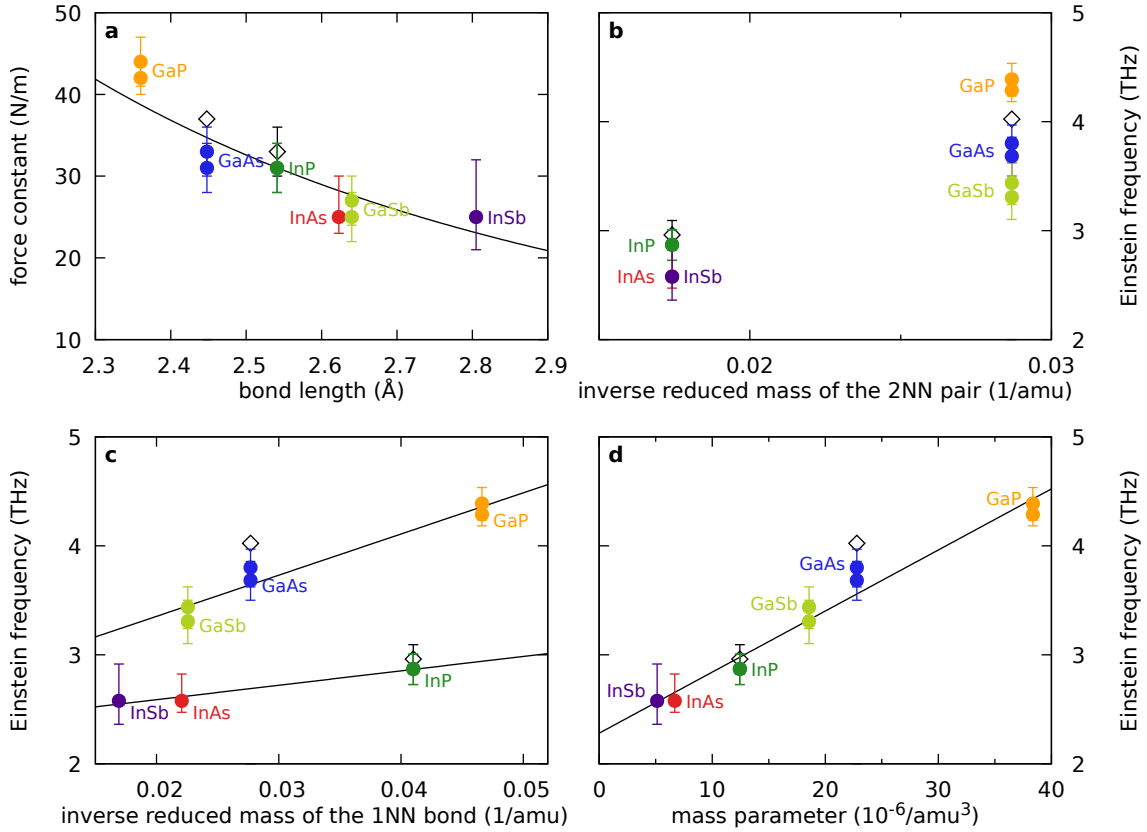 a
force constant (N/m)
50
40
30
20
10
GaP
GaAs
InP
InAs
GaSb
InSb
2.3 2.4 2.5 2.6 2.7 2.8 2.9
bond length (Å)
b
Einstein frequency (THz)
5
4
3
2
GaP
GaAs
GaSb
InP
InAs
InSb
0.02 0.03
inverse reduced mass of the 2NN pair (1/amu)
c
Einstein frequency (THz)
5
4
3
2
GaP
GaAs
GaSb
InP
InSb
InAs
0.02 0.03 0.04 0.05
inverse reduced mass of the 1NN bond (1/amu)
d
Einstein frequency (THz)
5
4
3
2
GaP
GaAs
GaSb
InP
InSb
InAs
0 10 20 30 40
mass parameter (10⁻⁶/amu³)